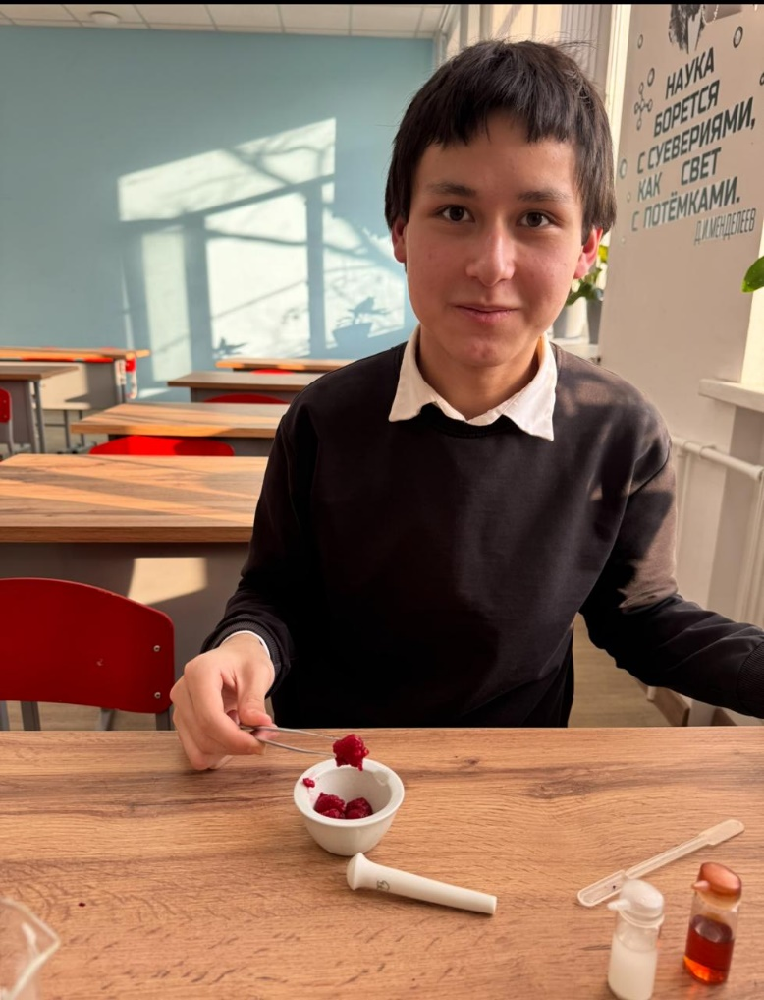 НАУКА
БОРЕТСЯ
С СУЕВЕРИЯМИ,
КАК СВЕТ
С ПОТЁМКАМИ.
Д.И.МЕНДЕЛЕЕВ